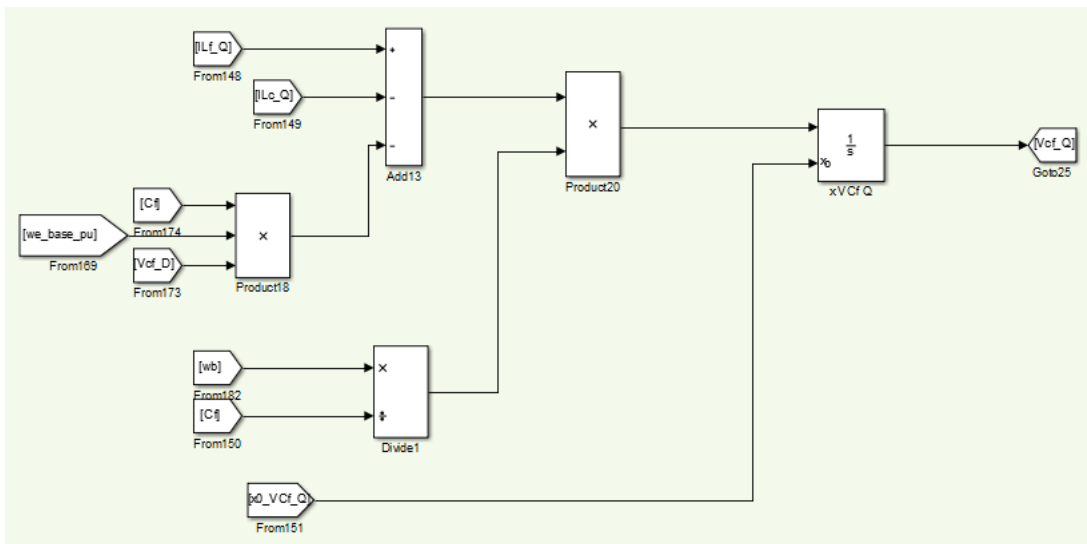 [ILf_Q]
From148
[ILc_Q]
From149
+
-
-
Add13
[Cf]
From174
[we_base_pu]
From169
[Vcf_D]
From173
×
Product18
×
Product20
[wb]
From182
[Cf]
From150
×
÷
Divide1
[x0_VCf_Q]
From151
1
s
xo
xVCf Q
[Vcf_Q]
Goto25